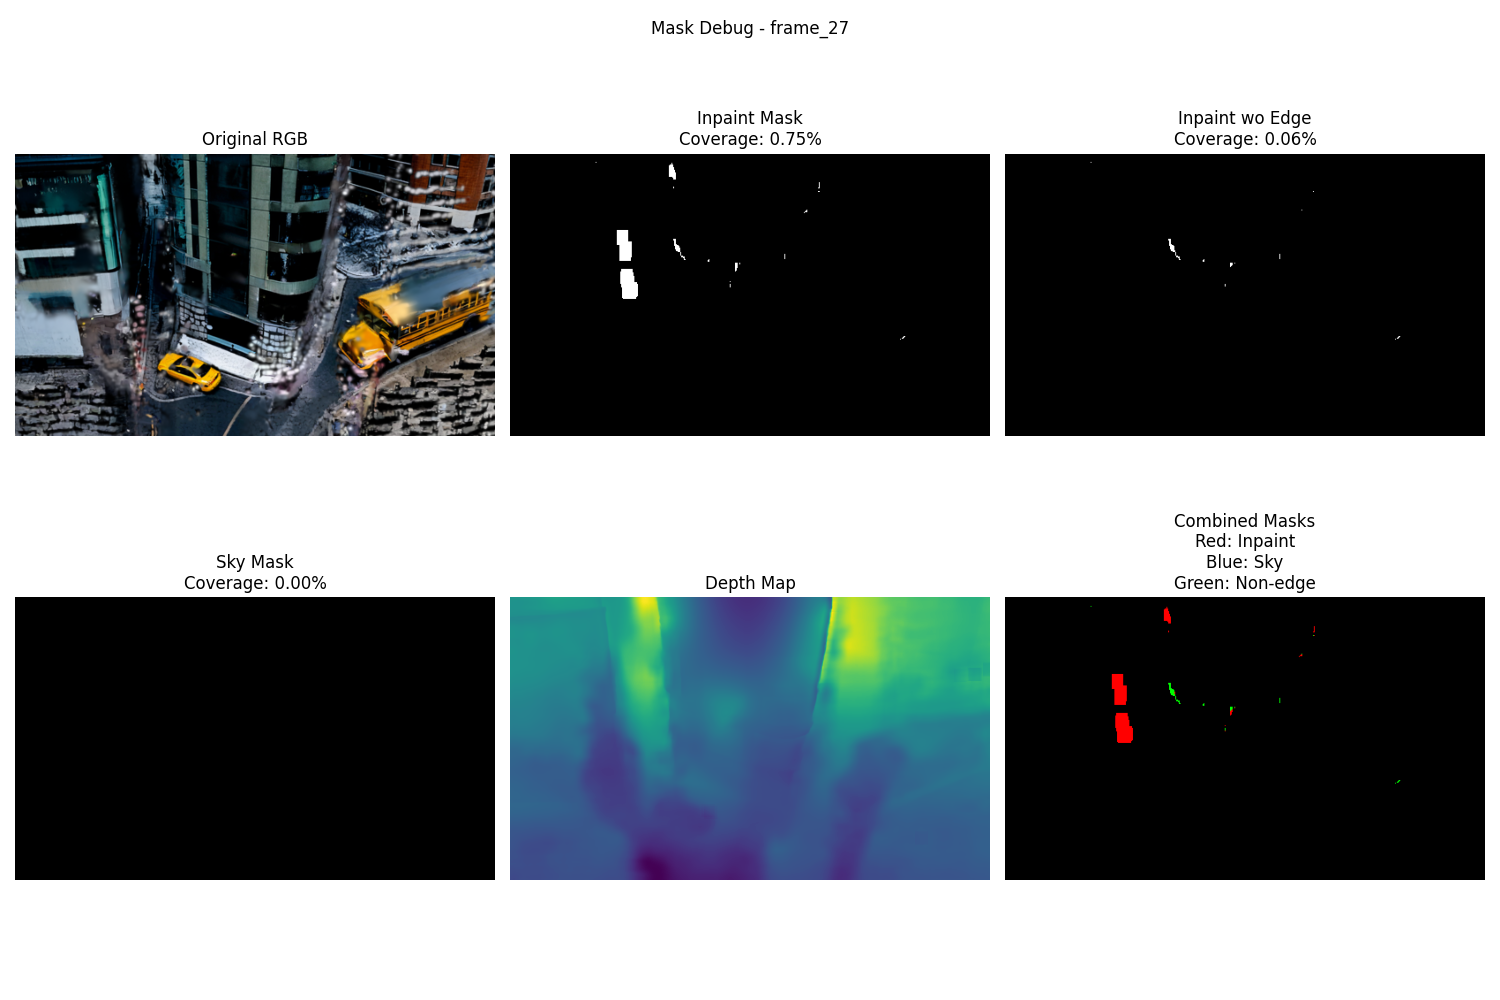 Mask Debug - frame_27
Original RGB
Inpaint Mask
Coverage: 0.75%
Inpaint wo Edge
Coverage: 0.06%
Sky Mask
Coverage: 0.00%
Depth Map
Combined Masks
Red: Inpaint
Blue: Sky
Green: Non-edge